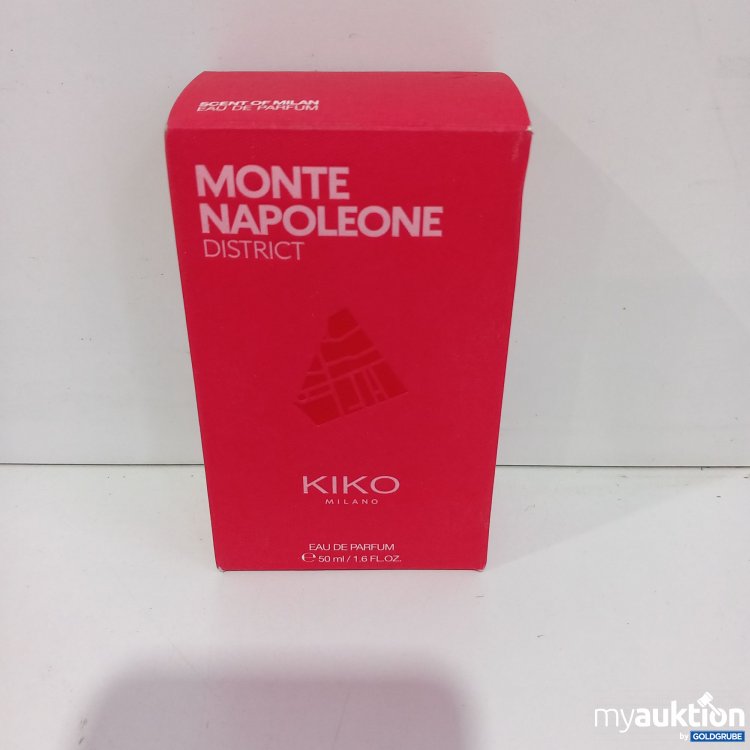 SCENT OF MILAN
EAU DE PARFUM
MONTE
NAPOLEONE
DISTRICT
KIKO
MILANO
EAU DE PARFUM
℮ 50 ml / 1.6 FL.OZ.
myauktion
by GOLDGRUBE